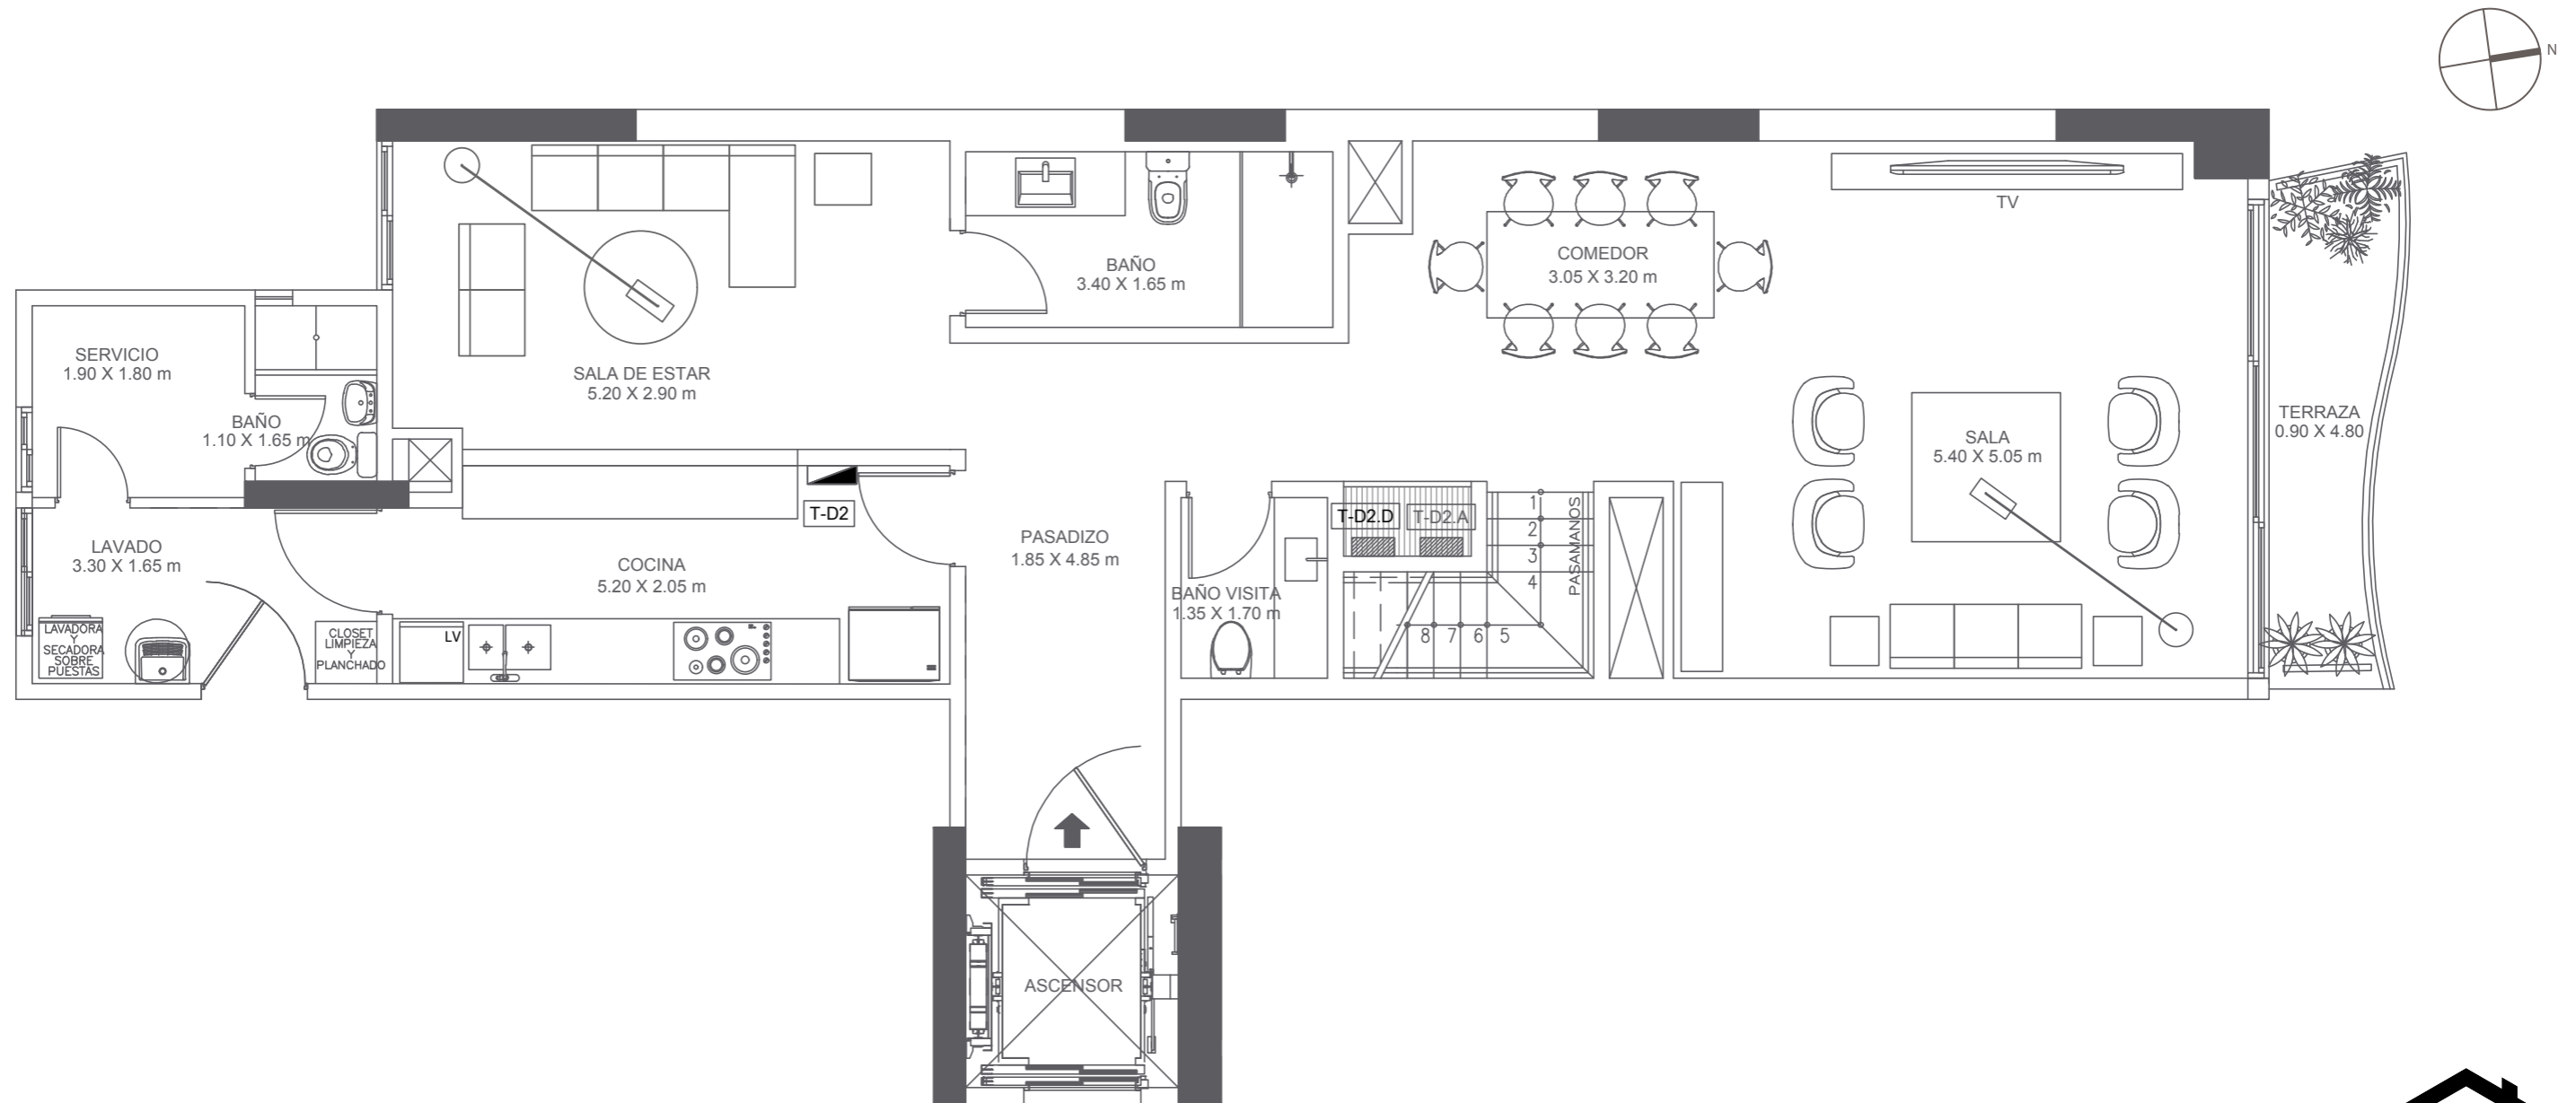 N
TV
COMEDOR
3.05 X 3.20 m
BAÑO
3.40 X 1.65 m
SERVICIO
1.90 X 1.80 m
SALA DE ESTAR
5.20 X 2.90 m
BAÑO
1.10 X 1.65 m
TERRAZA
0.90 X 4.80
SALA
5.40 X 5.05 m
T-D2
T-D2.D
T-D2.A
1
2
3
4
5
6
7
8
PASAMANOS
LAVADO
3.30 X 1.65 m
COCINA
5.20 X 2.05 m
PASADIZO
1.85 X 4.85 m
BAÑO VISITA
1.35 X 1.70 m
LAVADORA
Y
SECADORA
SOBRE
PUESTAS
CLOSET
LIMPIEZA
Y
PLANCHADO
LV
ASCENSOR